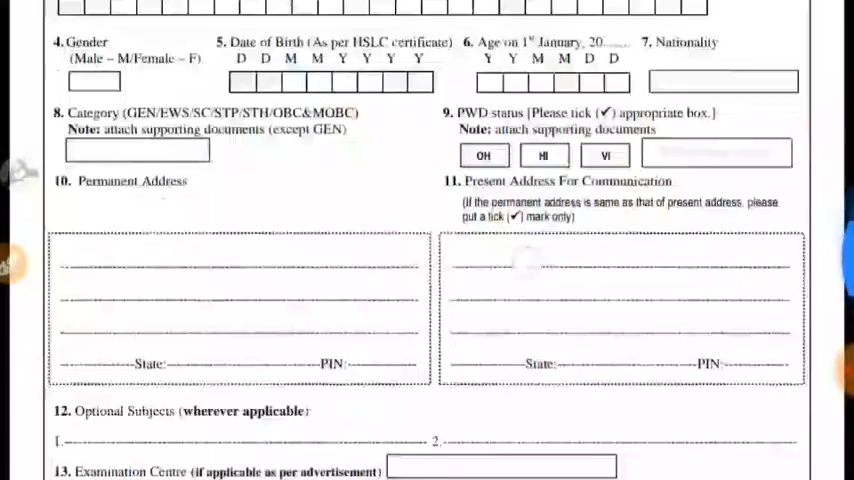 4. Gender
(Male – M/Female – F)
5. Date of Birth (As per HSLC certificate)
D D M M Y Y Y Y
6. Age on 1st January, 20......
Y Y M M D D
7. Nationality
8. Category (GEN/EWS/SC/STP/STH/OBC&MOBC)
Note: attach supporting documents (except GEN)
9. PWD status [Please tick (✓) appropriate box.]
Note: attach supporting documents
OH HI VI
10. Permanent Address
11. Present Address For Communication
(If the permanent address is same as that of present address, please
put a tick (✓) mark only)
State: PIN:
State: PIN:
12. Optional Subjects (wherever applicable)
1. 2.
13. Examination Centre (if applicable as per advertisement)